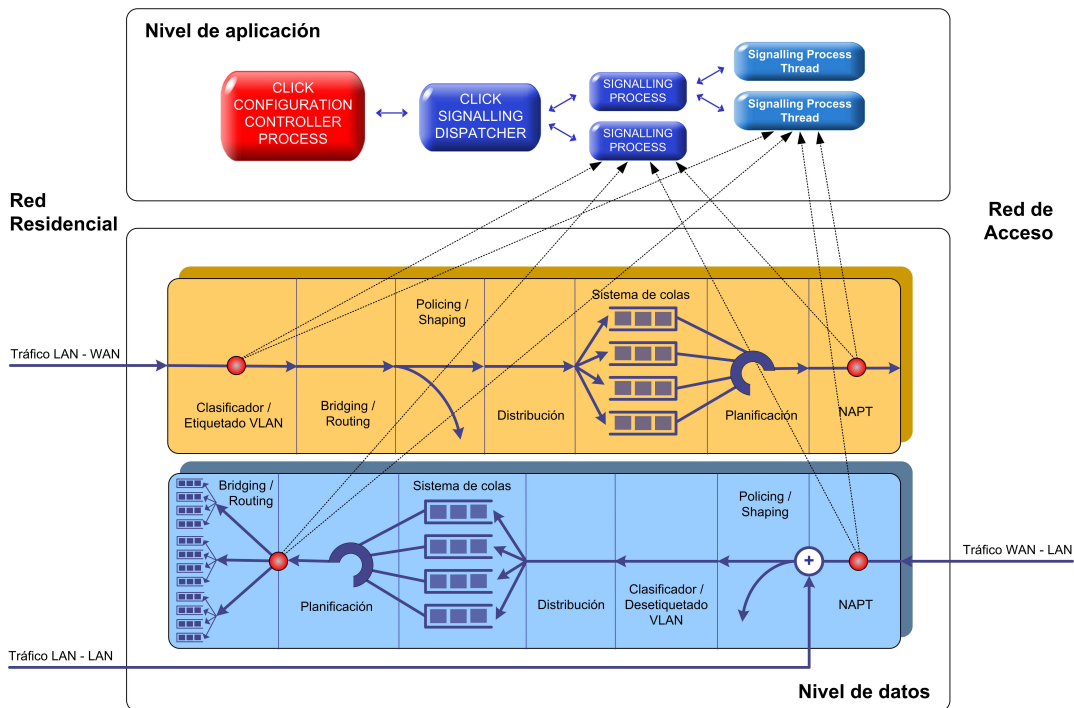 Nivel de aplicación
CLICK
CONFIGURATION
CONTROLLER
PROCESS
CLICK
SIGNALLING
DISPATCHER
SIGNALLING
PROCESS
SIGNALLING
PROCESS
Signalling Process
Thread
Signalling Process
Thread
Red
Residencial
Red de
Acceso
Policing /
Shaping
Sistema de colas
Tráfico LAN - WAN
Clasificador /
Etiquetado VLAN
Bridging /
Routing
Distribución
Planificación
NAPT
Bridging /
Routing
Sistema de colas
Policing /
Shaping
Tráfico WAN - LAN
Planificación
Distribución
Clasificador /
Desetiquetado
VLAN
+
NAPT
Tráfico LAN - LAN
Nivel de datos